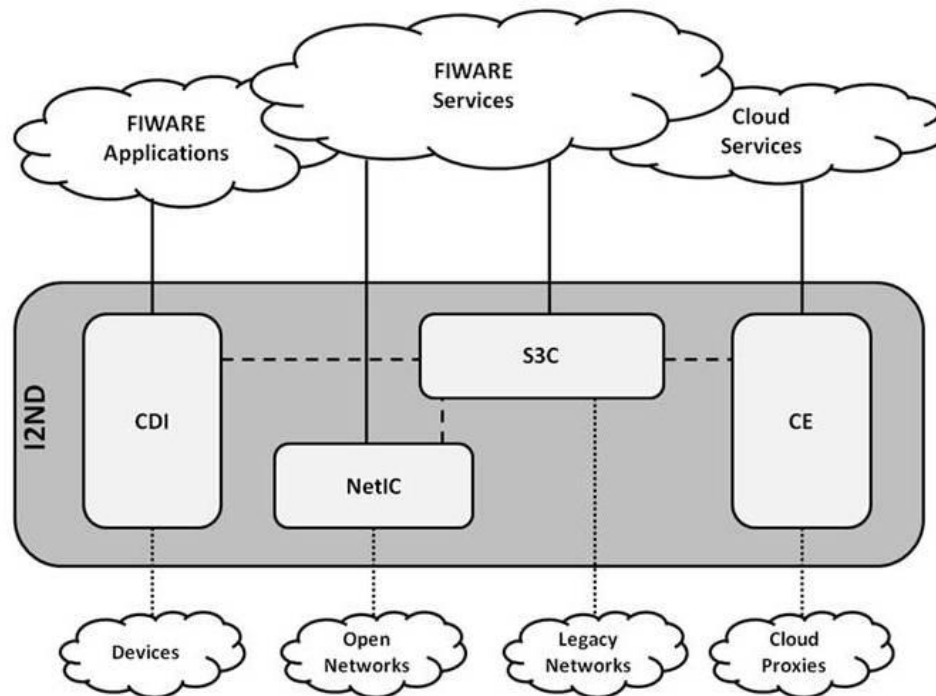 FIWARE
Services
FIWARE
Applications
Cloud
Services
I2ND
CDI
S3C
CE
NetIC
Devices
Open
Networks
Legacy
Networks
Cloud
Proxies